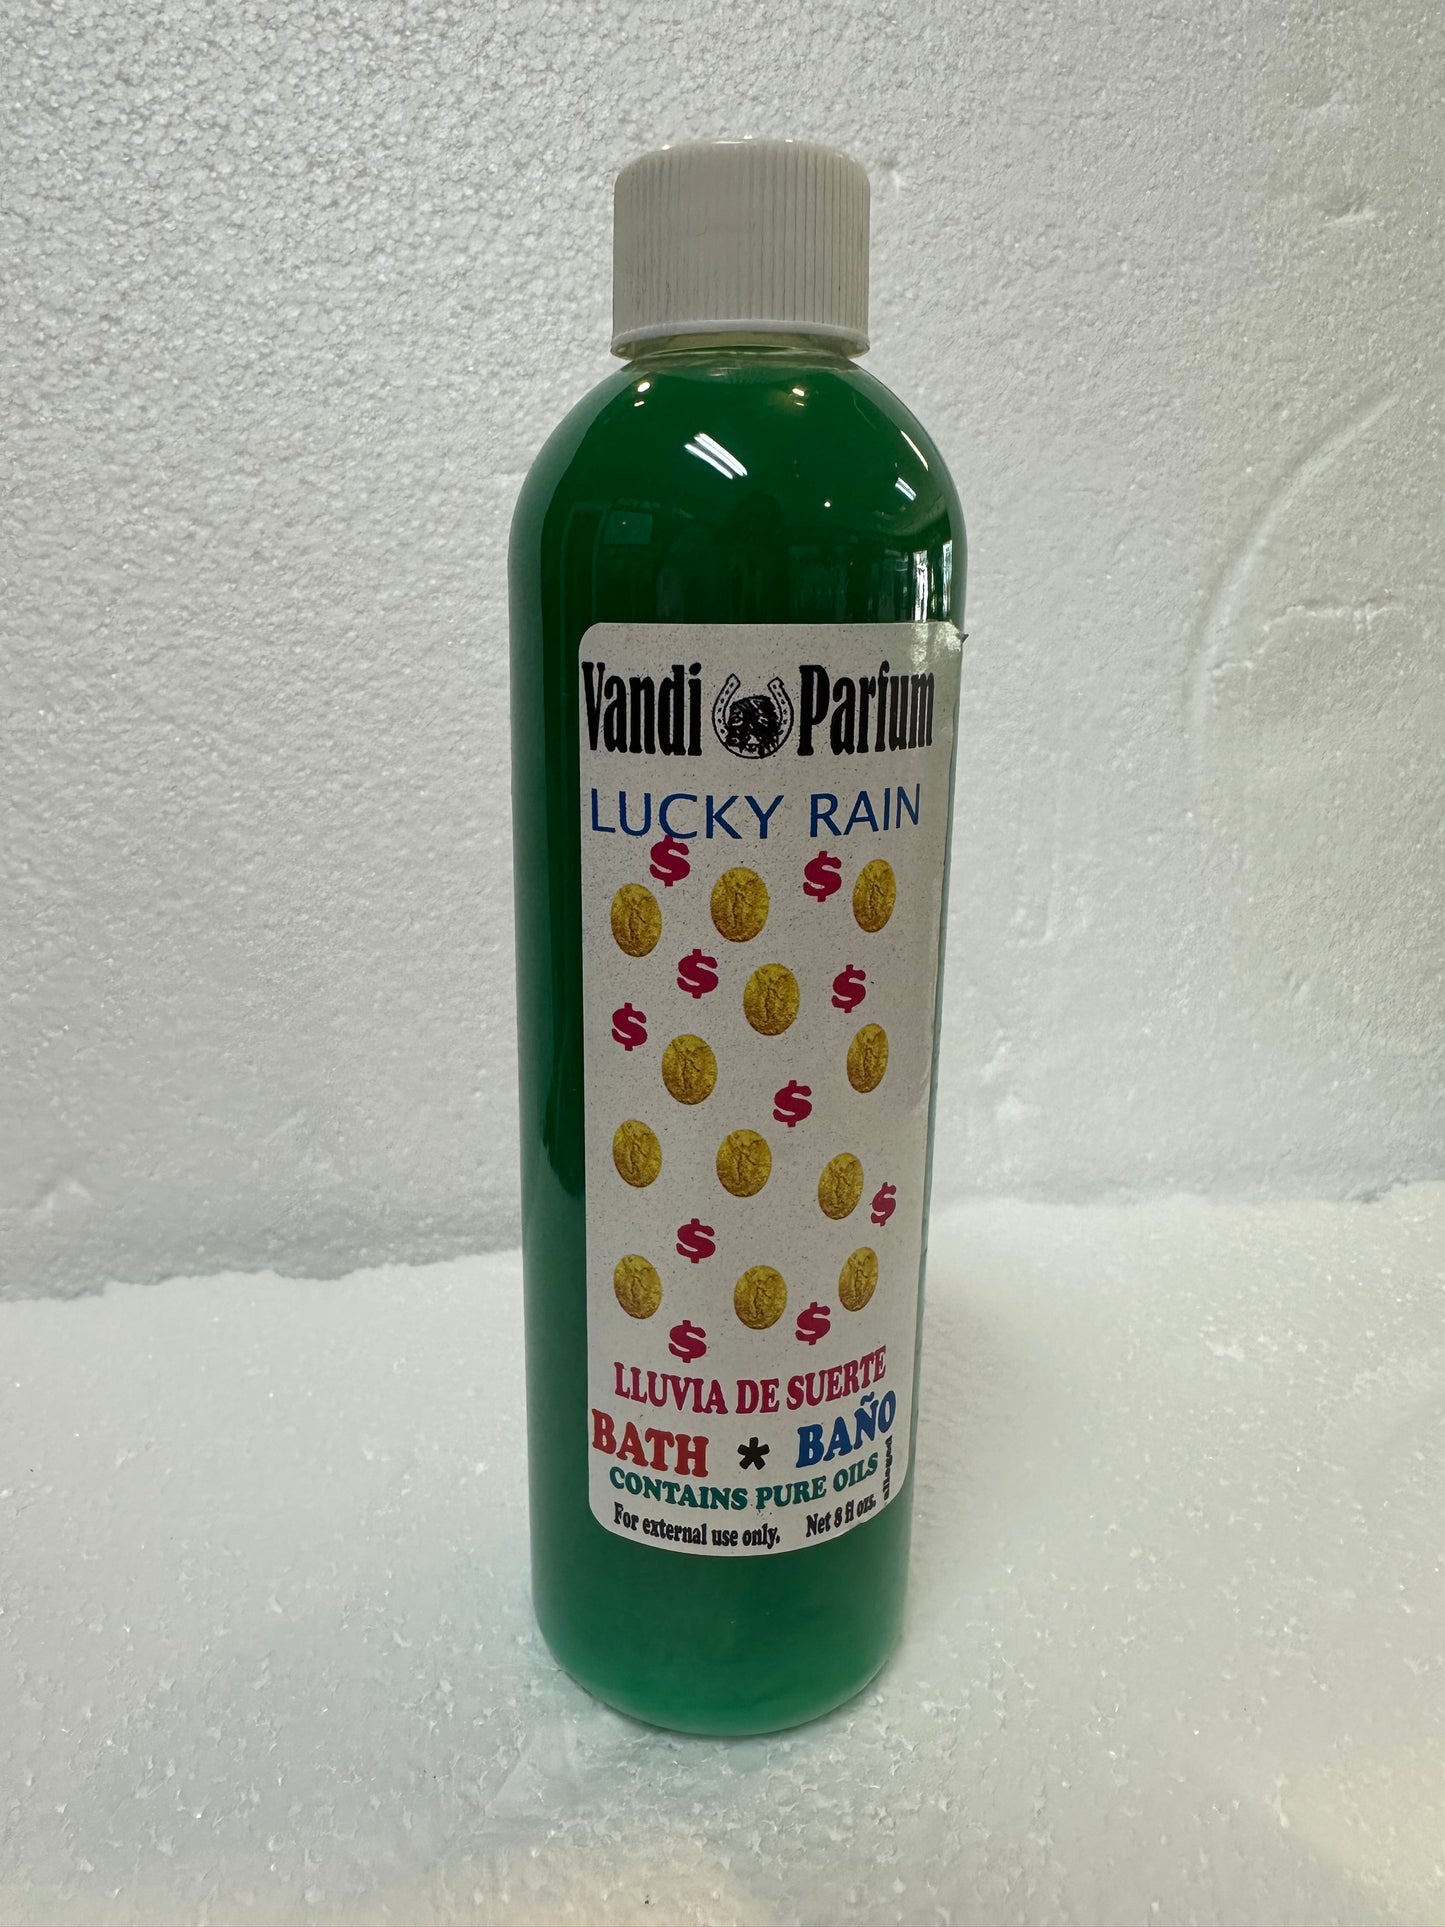 Vandi Parfum
LUCKY RAIN
$ $
$ $
$
$
$
$
$ $
LLUVIA DE SUERTE
BATH * BAÑO
CONTAINS PURE OILS
alleged
For external use only. Net 8 fl ozs.